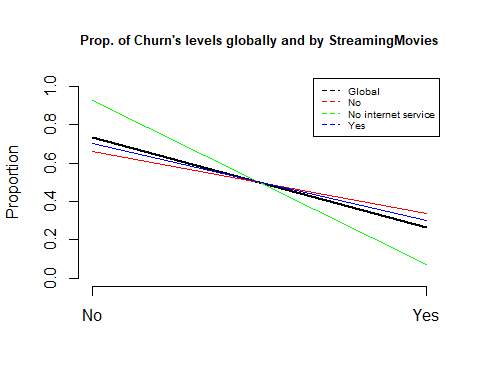 Prop. of Churn's levels globally and by StreamingMovies
Global
No
No internet service
Yes
Proportion
1.0
0.8
0.6
0.4
0.2
0.0
No
Yes